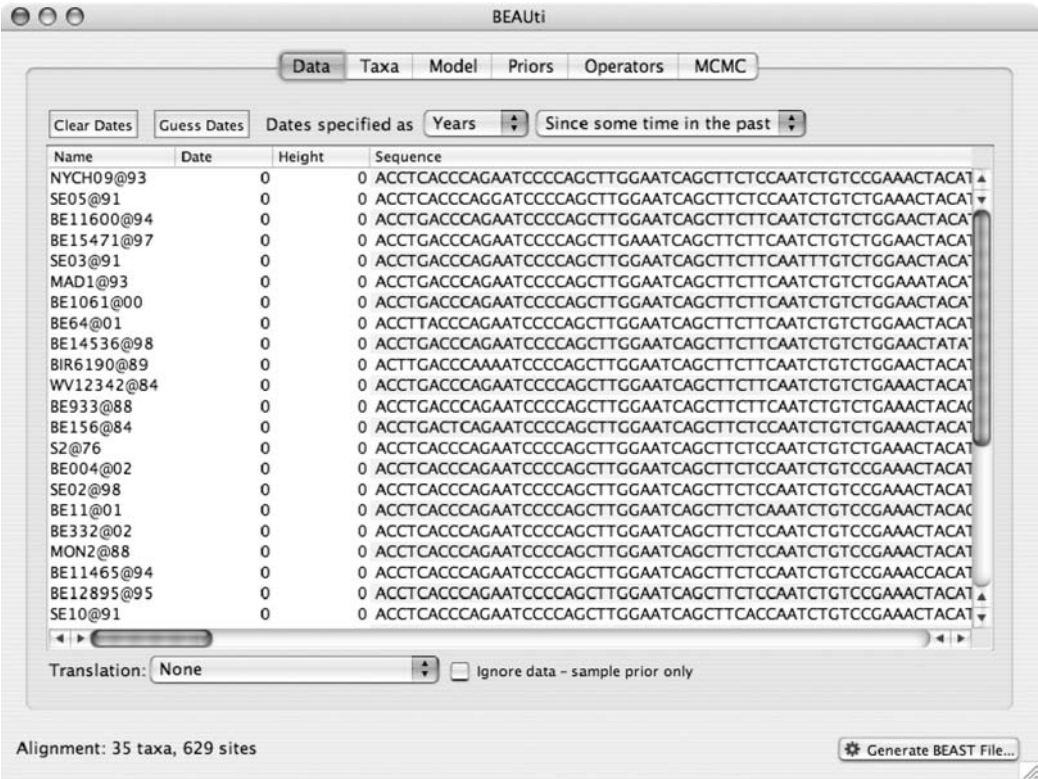 BEAUti
Data Taxa Model Priors Operators MCMC
Clear Dates Guess Dates Dates specified as Years Since some time in the past
Name Date Height Sequence
NYCH09@93 0 0 ACCTCACCCAGAATCCCCAGCTTGGAATCAGCTTCTCCAATCTGTCCGAAACTACAT
SE05@91 0 0 ACCTCACCCAGGATCCCCAGCTTGGAATCAGCTTCTCCAATCTGTCTGAAACTACAT
BE11600@94 0 0 ACCTGACCCAGAATCCCCAGCTTGGAATCAGCTTCTTCAATCTGTCTGGAACTACAT
BE15471@97 0 0 ACCTGACCCAGAATCCCCAGCTTGAAATCAGCTTCTTCAATCTGTCTGGAACTACAT
SE03@91 0 0 ACCTGACCCAGAATCCCCAGCTTGGAATCAGCTTCTTCAATTTGTCTGGAACTACAT
MAD1@93 0 0 ACCTGACCCAGAATCCCCAGCTTGGAATCAGCTTCTTCAATCTGTCTGGAAATACAT
BE1061@00 0 0 ACCTGACCCAGAATCCCCAGCTTGGAATCAGCTTCTTCAATCTGTCTGGAACTACAT
BE64@01 0 0 ACCTTACCCAGAATCCCCAGCTTGGAATCAGCTTCTTCAATCTGTCTGGAACTACAT
BE14536@98 0 0 ACCTGACCCAGAATCCCCAGCTTGGAATCAGCTTCTTCAATCTGTCTGGAACTATAT
BIR6190@89 0 0 ACTTGACCCAAAATCCCCAGCTTGGAATCAGCTTCTTCAATCTGTCTGAAACTACAT
WV12342@84 0 0 ACCTGACCCAGAATCCCCAGCTTGGAATCAGCTTCTTCAATCTGTCTGAAACTACAT
BE933@88 0 0 ACCTGACCCAGAATCCCCAGCTTGGAATCAGCTTCTTCAATCTGTCTGAAACTACAC
BE156@84 0 0 ACCTGACTCAGAATCCCCAGCTTGGAATCAGCTTCTCCAATCTGTCTGAAACTACAT
S2@76 0 0 ACCTCACCCAGAATCCCCAGCTTGGAATCAGCTTCTCCAATCTGTCTGAAACTACAT
BE004@02 0 0 ACCTCACCCAGAATCCCCAGCTTGGAATCAGCTTCTCCAATCTGTCCGAAACTACAT
SE02@98 0 0 ACCTCACCCAGAATCCCCAGCTTGGAATCAGCTTCTCCAATCTGTCCGAAACTACAT
BE11@01 0 0 ACCTCACCCAGAATCCCCAGCTTGGAATCAGCTTCTCAAATCTGTCCGAAACTACAC
BE332@02 0 0 ACCTCACCCAGAATCCCCAGCTTGGAATCAGCTTCTCCAATCTGTCCGAAACTACAT
MON2@88 0 0 ACCTCACCCAGAATCCCCAGCTTGGAATCAGCTTCTCCAATCTGTCCGAAACTACAT
BE11465@94 0 0 ACCTCACCCAGAATCCCCAGCTTGGAATCAGCTTCTCCAATCTGTCCGAAACCACAT
BE12895@95 0 0 ACCTCACCCAGAATCCCCAGCTTGGAATCAGCTTCTCCAATCTGTCCGAAACTACAT
SE10@91 0 0 ACCTCACCCAGAATCCCCAGCTTGGAATCAGCTTCACCAATCTGTCCGAAACTACAT
Translation: None Ignore data - sample prior only
Alignment: 35 taxa, 629 sites Generate BEAST File...